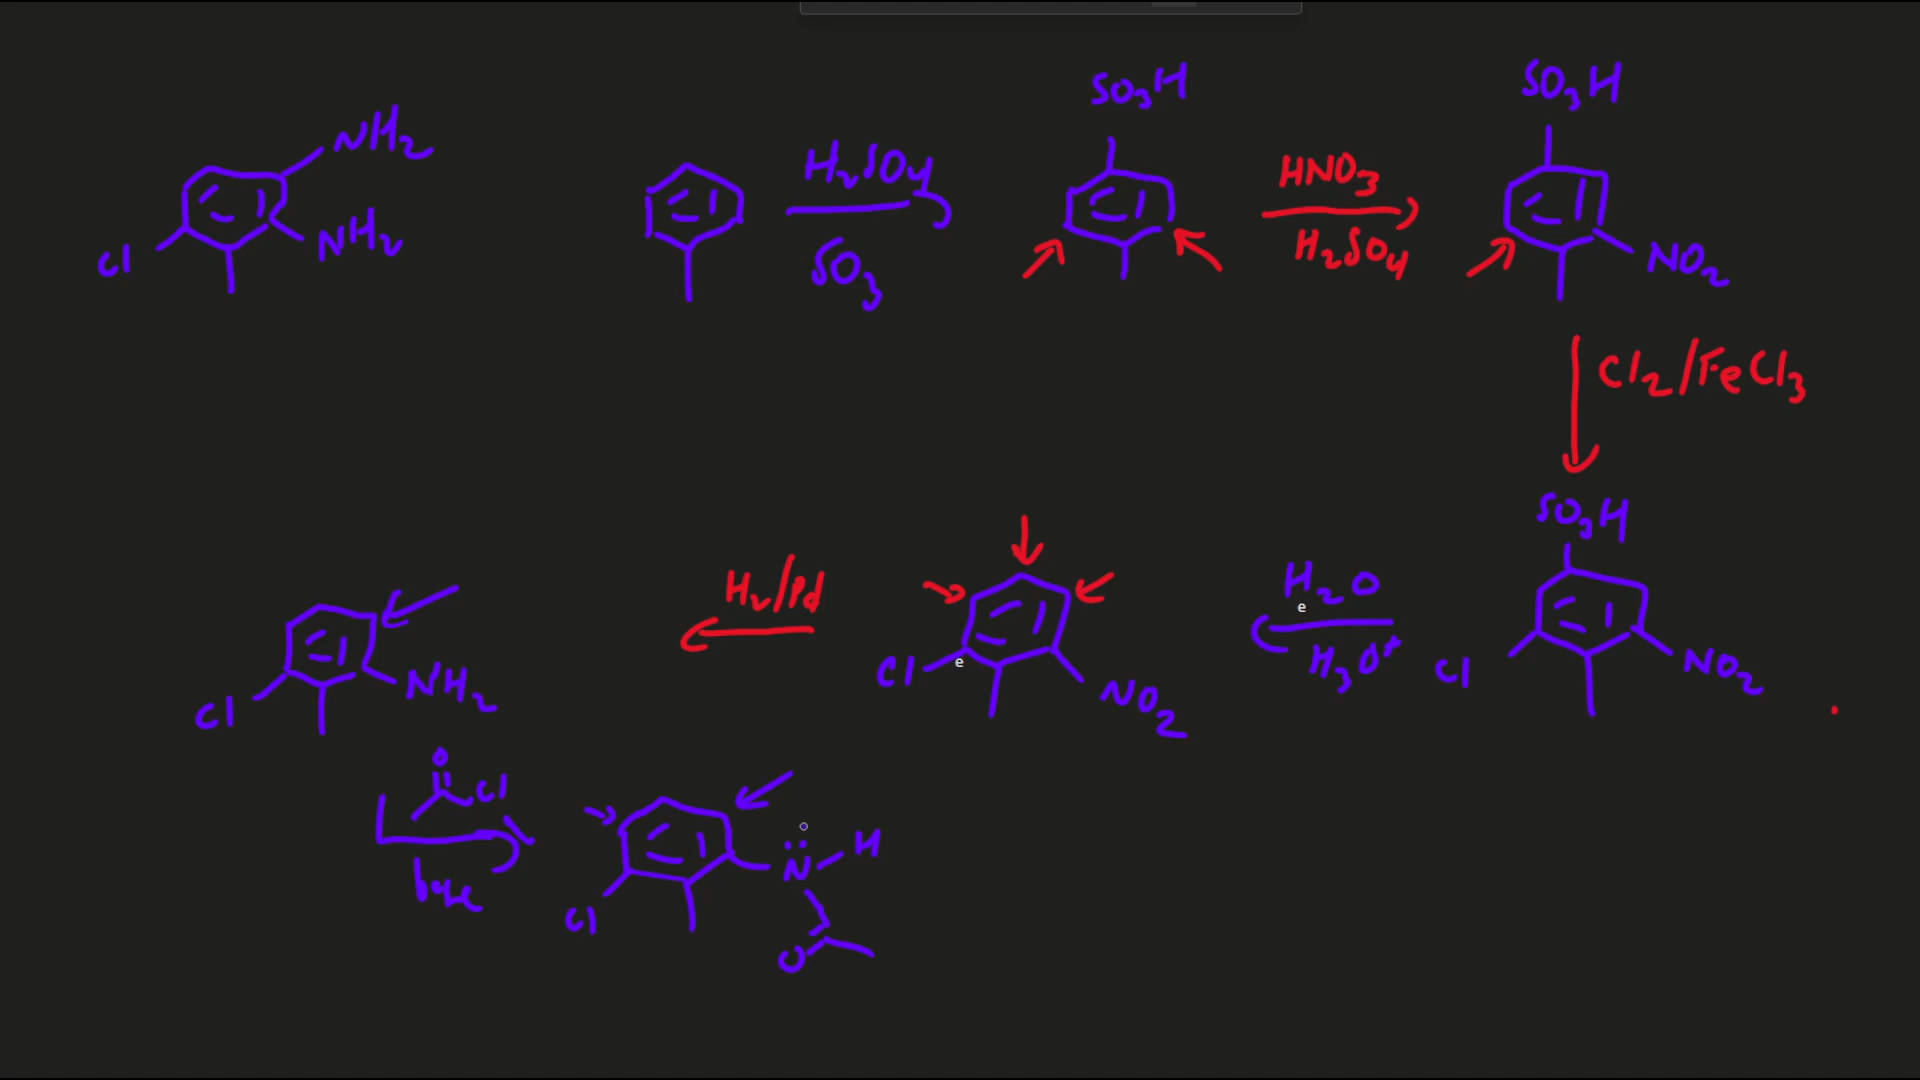 NH2
NH2
Cl
H2SO4
SO3
SO3H
HNO3
H2SO4
SO3H
NO2
Cl2/FeCl3
SO3H
Cl
NO2
H2O
e
H3O+
Cl
e
NO2
H2/Pd
Cl
NH2
O
Cl
base
Cl
N
H
O